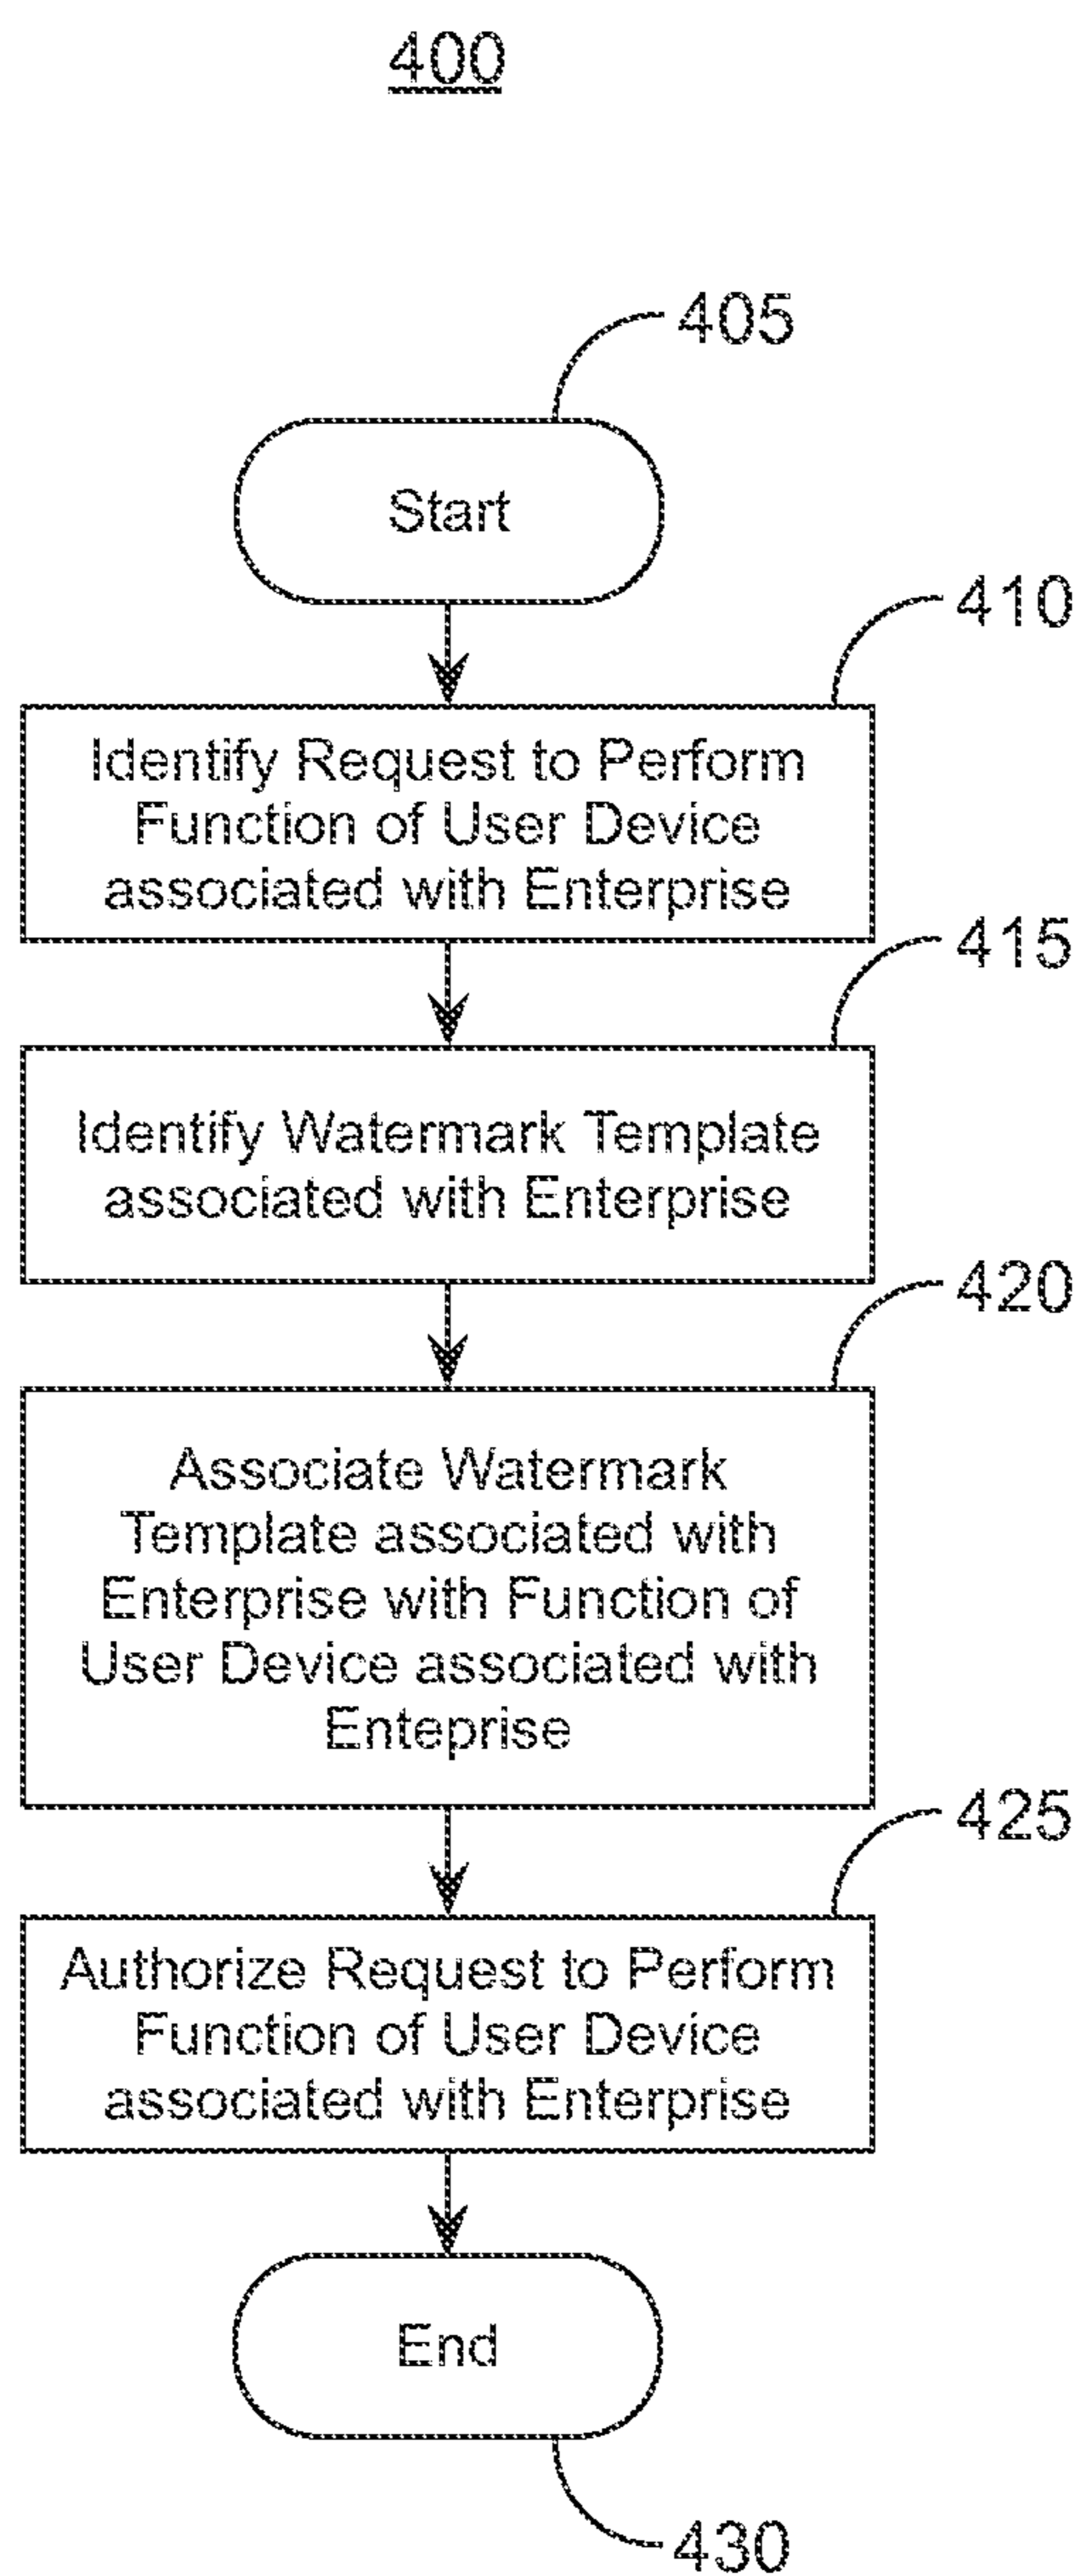 400
405
Start
410
Identify Request to Perform
Function of User Device
associated with Enterprise
415
Identify Watermark Template
associated with Enterprise
420
Associate Watermark
Template associated with
Enterprise with Function of
User Device associated with
Enteprise
425
Authorize Request to Perform
Function of User Device
associated with Enterprise
End
430